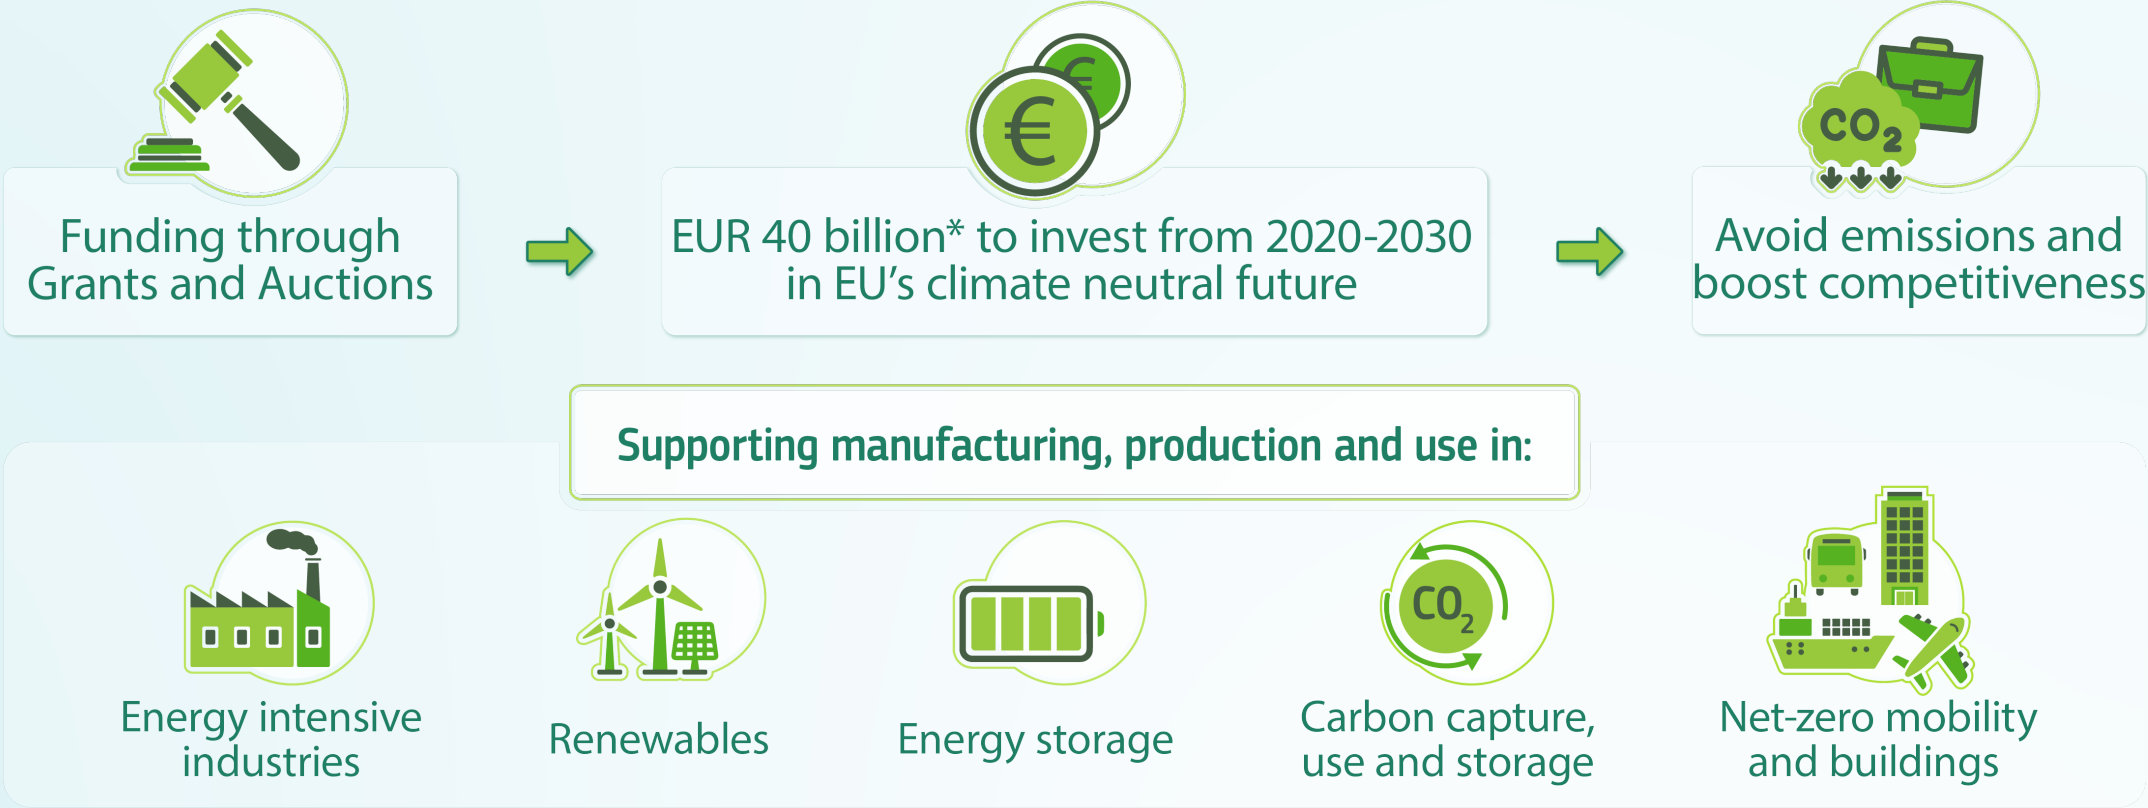 Funding through
Grants and Auctions
€
€
EUR 40 billion* to invest from 2020-2030
in EU’s climate neutral future
CO2
Avoid emissions and
boost competitiveness
Supporting manufacturing, production and use in:
Energy intensive
industries
Renewables
Energy storage
CO2
Carbon capture,
use and storage
Net-zero mobility
and buildings